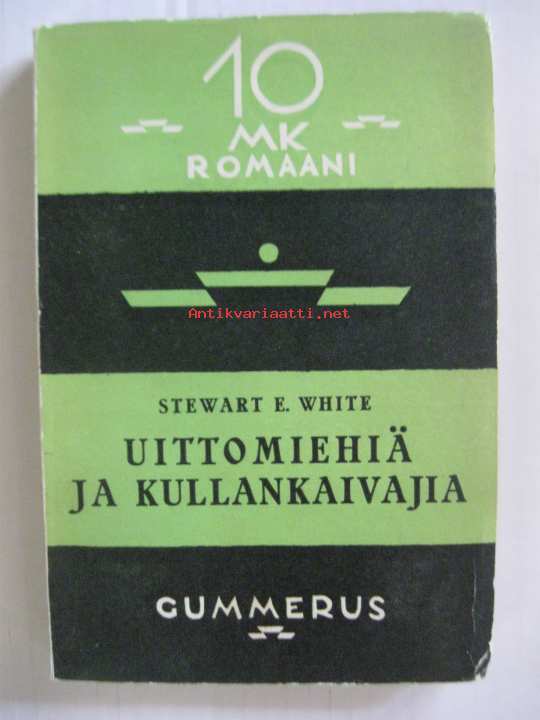 10
MK
ROMAANI
Antikvariaatti.net
STEWART E. WHITE
UITTOMIEHIÄ
JA KULLANKAIVAJIA
GUMMERUS